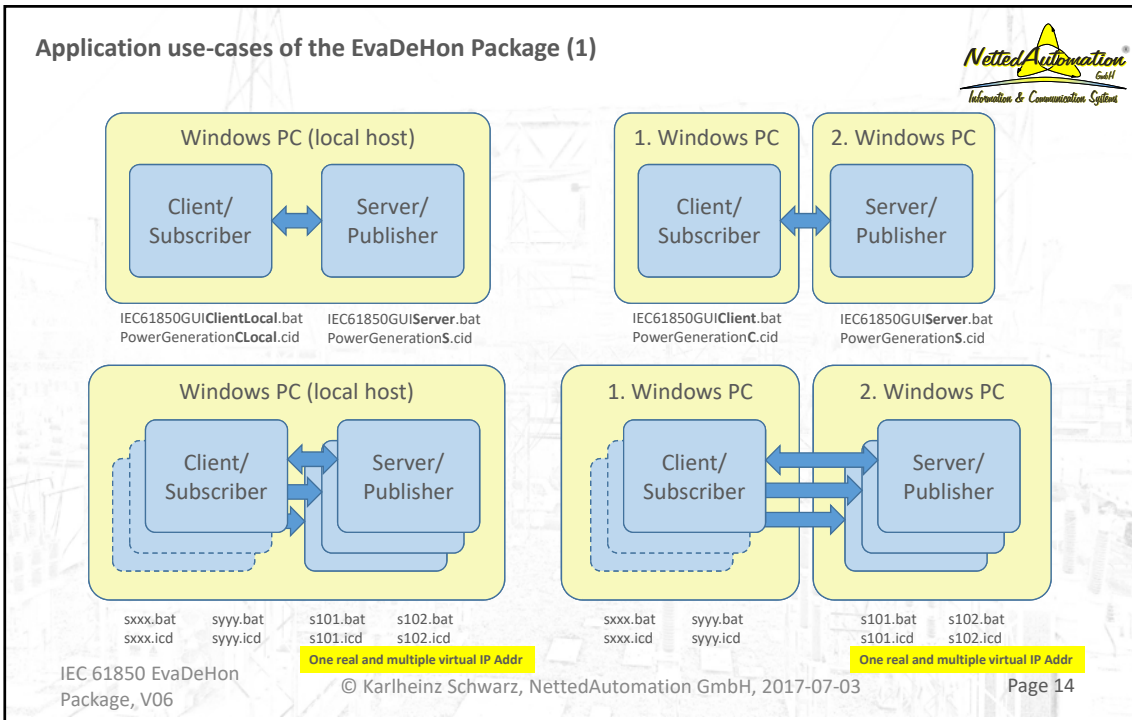 Application use-cases of the EvaDeHon Package (1)
NettedAutomation®
GmbH
Information & Communication Systems
Windows PC (local host)
Client/
Subscriber
Server/
Publisher
IEC61850GUIClientLocal.bat
PowerGenerationCLocal.cid
IEC61850GUIServer.bat
PowerGenerationS.cid
1. Windows PC
2. Windows PC
Client/
Subscriber
Server/
Publisher
IEC61850GUIClient.bat
PowerGenerationC.cid
IEC61850GUIServer.bat
PowerGenerationS.cid
Windows PC (local host)
Client/
Subscriber
Server/
Publisher
sxxx.bat syyy.bat s101.bat s102.bat
sxxx.icd syyy.icd s101.icd s102.icd
One real and multiple virtual IP Addr
1. Windows PC
2. Windows PC
Client/
Subscriber
Server/
Publisher
sxxx.bat syyy.bat s101.bat s102.bat
sxxx.icd syyy.icd s101.icd s102.icd
One real and multiple virtual IP Addr
IEC 61850 EvaDeHon
Package, V06
© Karlheinz Schwarz, NettedAutomation GmbH, 2017-07-03
Page 14